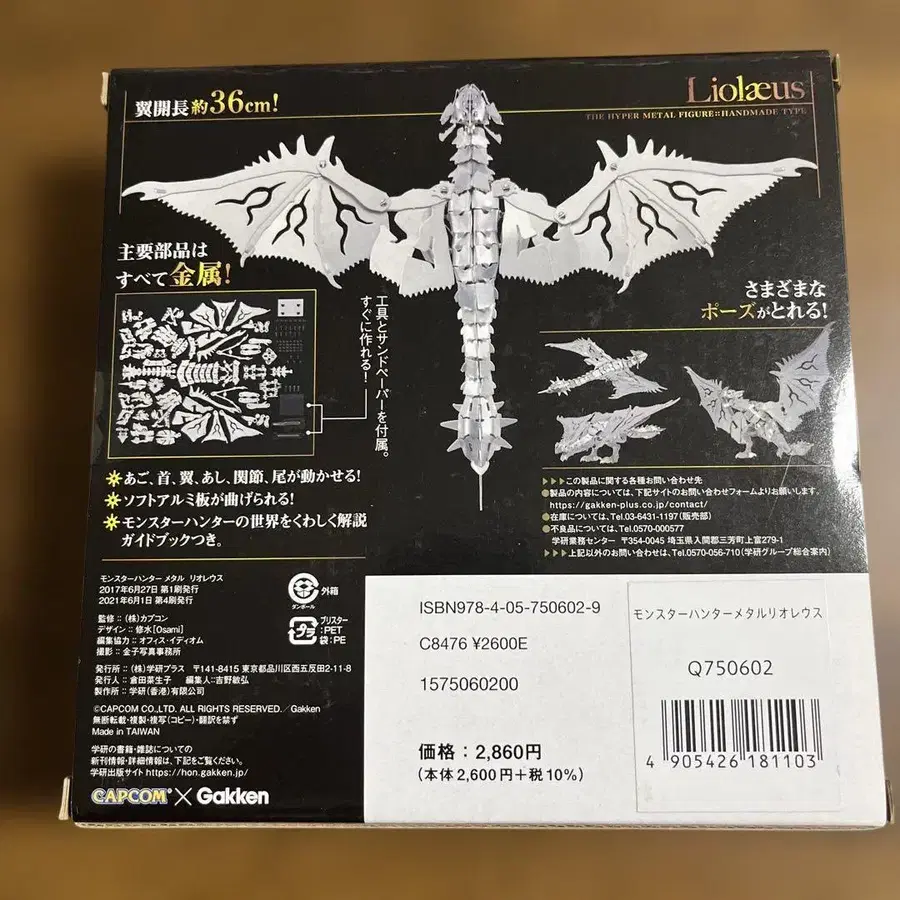 翼開長約36cm!
Liolæus
THE HYPER METAL FIGURE::HANDMADE TYPE
主要部品は
すべて金属!
工具とサンドペーパーを付属。
すぐに作れる!
さまざまな
ポーズがとれる!
あご、首、翼、あし、関節、尾が動かせる!
ソフトアルミ板が曲げられる!
モンスターハンターの世界をくわしく解説
ガイドブックつき。
▶▶▶この製品に関する各種お問い合わせ先
●製品の内容については、下記サイトのお問い合わせフォームよりお願いします。
https://gakken-plus.co.jp/contact/
●在庫については、Tel.03-6431-1197(販売部)
●不良品については、Tel.0570-000577
学研業務センター 〒354-0045 埼玉県入間郡三芳町上富279-1
▶▶▶上記以外のお問い合わせは、Tel.0570-056-710(学研グループ総合案内)
モンスターハンター メタル リオレウス
2017年6月27日 第1刷発行
2021年6月1日 第4刷発行
監修::(株)カプコン
デザイン::修水[Osami]
編集協力::オフィス・イディオム
撮影::金子写真事務所
発行所::(株)学研プラス 〒141-8415 東京都品川区西五反田2-11-8
発行人::倉田菜生子 編集人::吉野敏弘
製作所::学研(香港)有限公司
©CAPCOM CO.,LTD. ALL RIGHTS RESERVED./Gakken
無断転載・複製・複写(コピー)・翻訳を禁ず
Made in TAIWAN
学研の書籍・雑誌についての
新刊情報・詳細情報は、下記をご覧ください。
学研出版サイト https://hon.gakken.jp/
CAPCOM × Gakken
外箱
ダンボール
プラ
ブリスター
:PET
袋:PE
ISBN978-4-05-750602-9
C8476 ¥2600E
1575060200
価格:2,860円
(本体2,600円+税10%)
モンスターハンターメタルリオレウス
Q750602
4 905426 181103